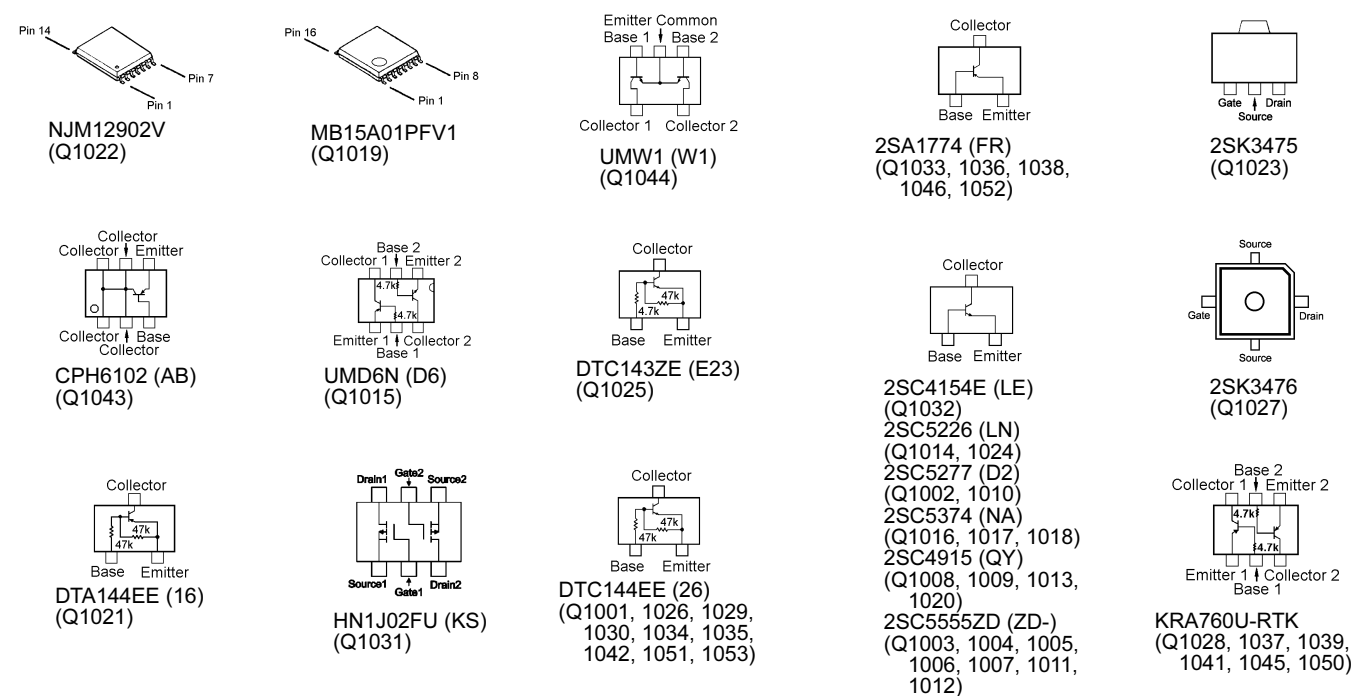 Pin 14
Pin 7
Pin 1
NJM12902V
(Q1022)
Pin 16
Pin 8
Pin 1
MB15A01PFV1
(Q1019)
Emitter Common
Base 1 Base 2
Collector 1 Collector 2
UMW1 (W1)
(Q1044)
Collector
Base Emitter
2SA1774 (FR)
(Q1033, 1036, 1038,
1046, 1052)
Gate Drain
Source
2SK3475
(Q1023)
Collector
Collector Emitter
Collector Base
Collector
CPH6102 (AB)
(Q1043)
Base 2
Collector 1 Emitter 2
4.7k
4.7k
Emitter 1 Collector 2
Base 1
UMD6N (D6)
(Q1015)
Collector
47k
4.7k
Base Emitter
DTC143ZE (E23)
(Q1025)
Collector
Base Emitter
2SC4154E (LE)
(Q1032)
2SC5226 (LN)
(Q1014, 1024)
2SC5277 (D2)
(Q1002, 1010)
2SC5374 (NA)
(Q1016, 1017, 1018)
2SC4915 (QY)
(Q1008, 1009, 1013,
1020)
2SC5555ZD (ZD-)
(Q1003, 1004, 1005,
1006, 1007, 1011,
1012)
Source
Gate Drain
Source
2SK3476
(Q1027)
Collector
47k
47k
Base Emitter
DTA144EE (16)
(Q1021)
Drain1 Gate2 Source2
Source1 Gate1 Drain2
HN1J02FU (KS)
(Q1031)
Collector
47k
47k
Base Emitter
DTC144EE (26)
(Q1001, 1026, 1029,
1030, 1034, 1035,
1042, 1051, 1053)
Base 2
Collector 1 Emitter 2
4.7k
4.7k
Emitter 1 Collector 2
Base 1
KRA760U-RTK
(Q1028, 1037, 1039,
1041, 1045, 1050)